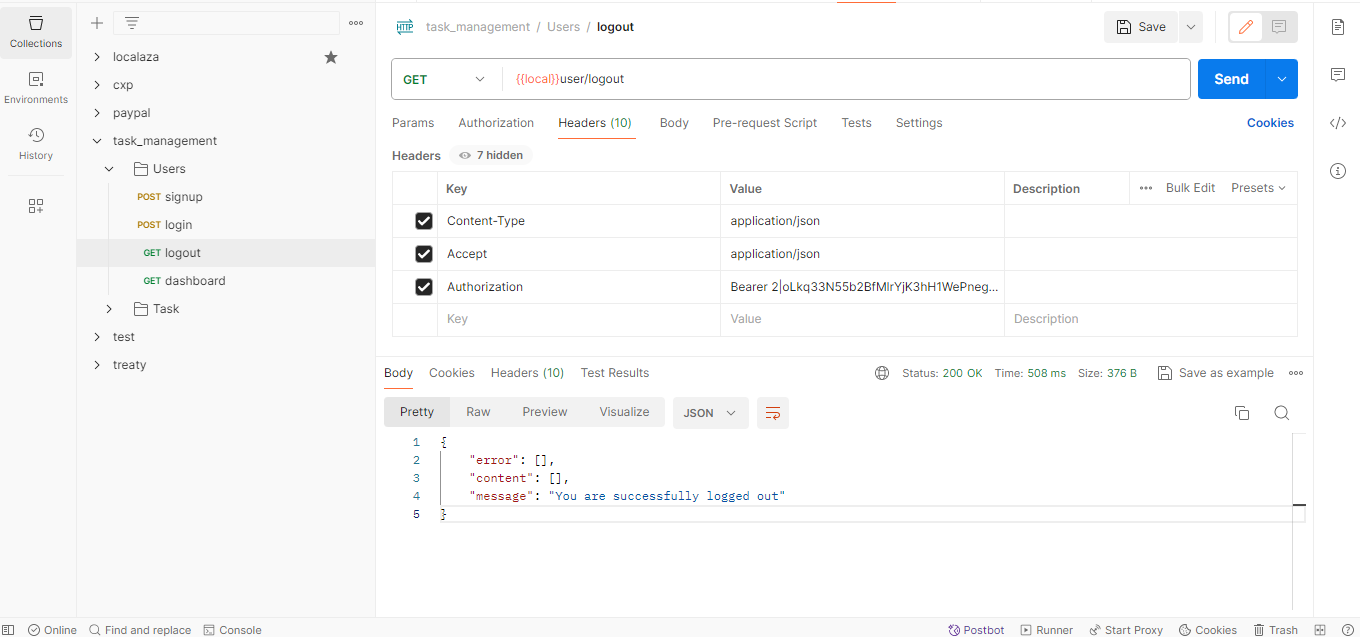 Collections
Environments
History
localaza
cxp
paypal
task_management
Users
POST signup
POST login
GET logout
GET dashboard
Task
test
treaty
HTTP task_management / Users / logout
Save
GET {{local}}user/logout
Send
Params Authorization Headers (10) Body Pre-request Script Tests Settings Cookies
Headers 7 hidden
Key Value Description Bulk Edit Presets
Content-Type application/json
Accept application/json
Authorization Bearer 2|oLkq33N55b2BfMlrYjK3hH1WePneg...
Key Value Description
Body Cookies Headers (10) Test Results Status: 200 OK Time: 508 ms Size: 376 B Save as example
Pretty Raw Preview Visualize JSON
1 {
2 "error": [],
3 "content": [],
4 "message": "You are successfully logged out"
5 }
Online Find and replace Console Postbot Runner Start Proxy Cookies Trash